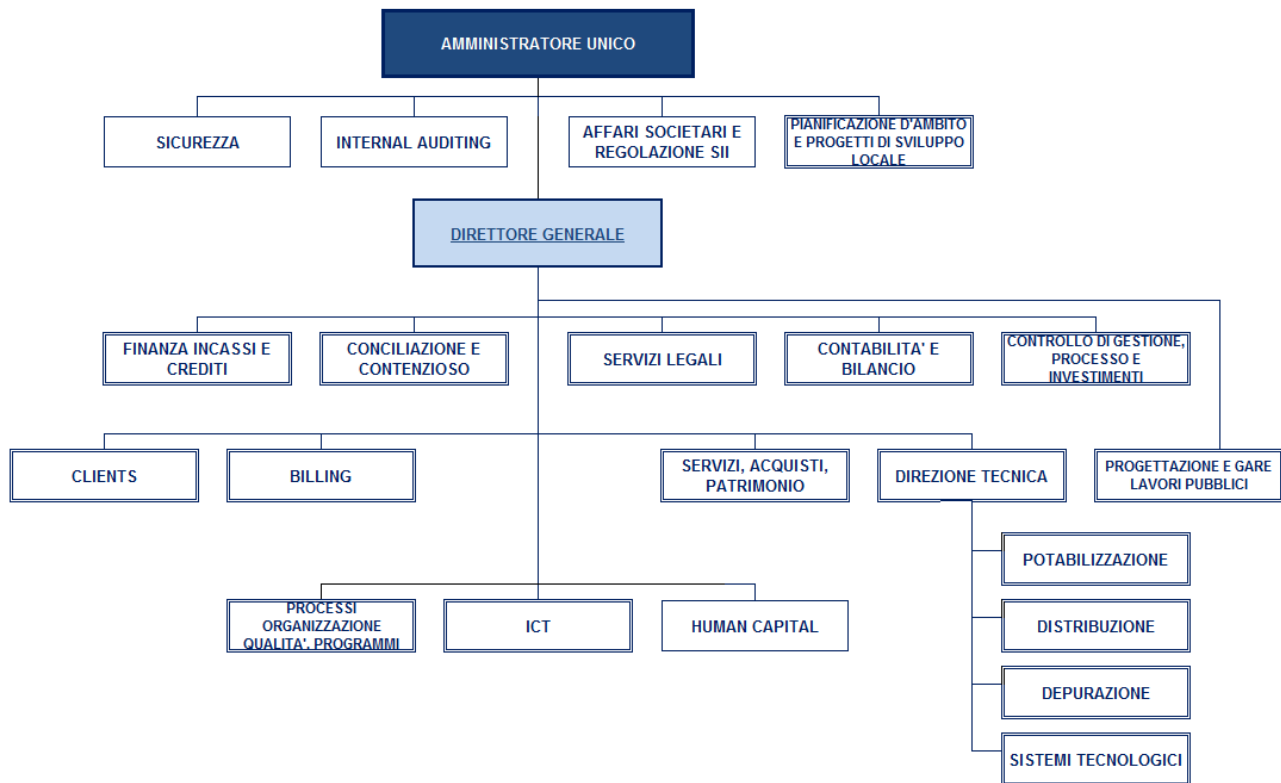 AMMINISTRATORE UNICO
SICUREZZA
INTERNAL AUDITING
AFFARI SOCIETARI E
REGOLAZIONE SII
PIANIFICAZIONE D'AMBITO
E PROGETTI DI SVILUPPO
LOCALE
DIRETTORE GENERALE
FINANZA INCASSI E
CREDITI
CONCILIAZIONE E
CONTENZIOSO
SERVIZI LEGALI
CONTABILITA' E
BILANCIO
CONTROLLO DI GESTIONE,
PROCESSO E
INVESTIMENTI
CLIENTS
BILLING
SERVIZI, ACQUISTI,
PATRIMONIO
DIREZIONE TECNICA
PROGETTAZIONE E GARE
LAVORI PUBBLICI
POTABILIZZAZIONE
PROCESSI
ORGANIZZAZIONE
QUALITA', PROGRAMMI
ICT
HUMAN CAPITAL
DISTRIBUZIONE
DEPURAZIONE
SISTEMI TECNOLOGICI